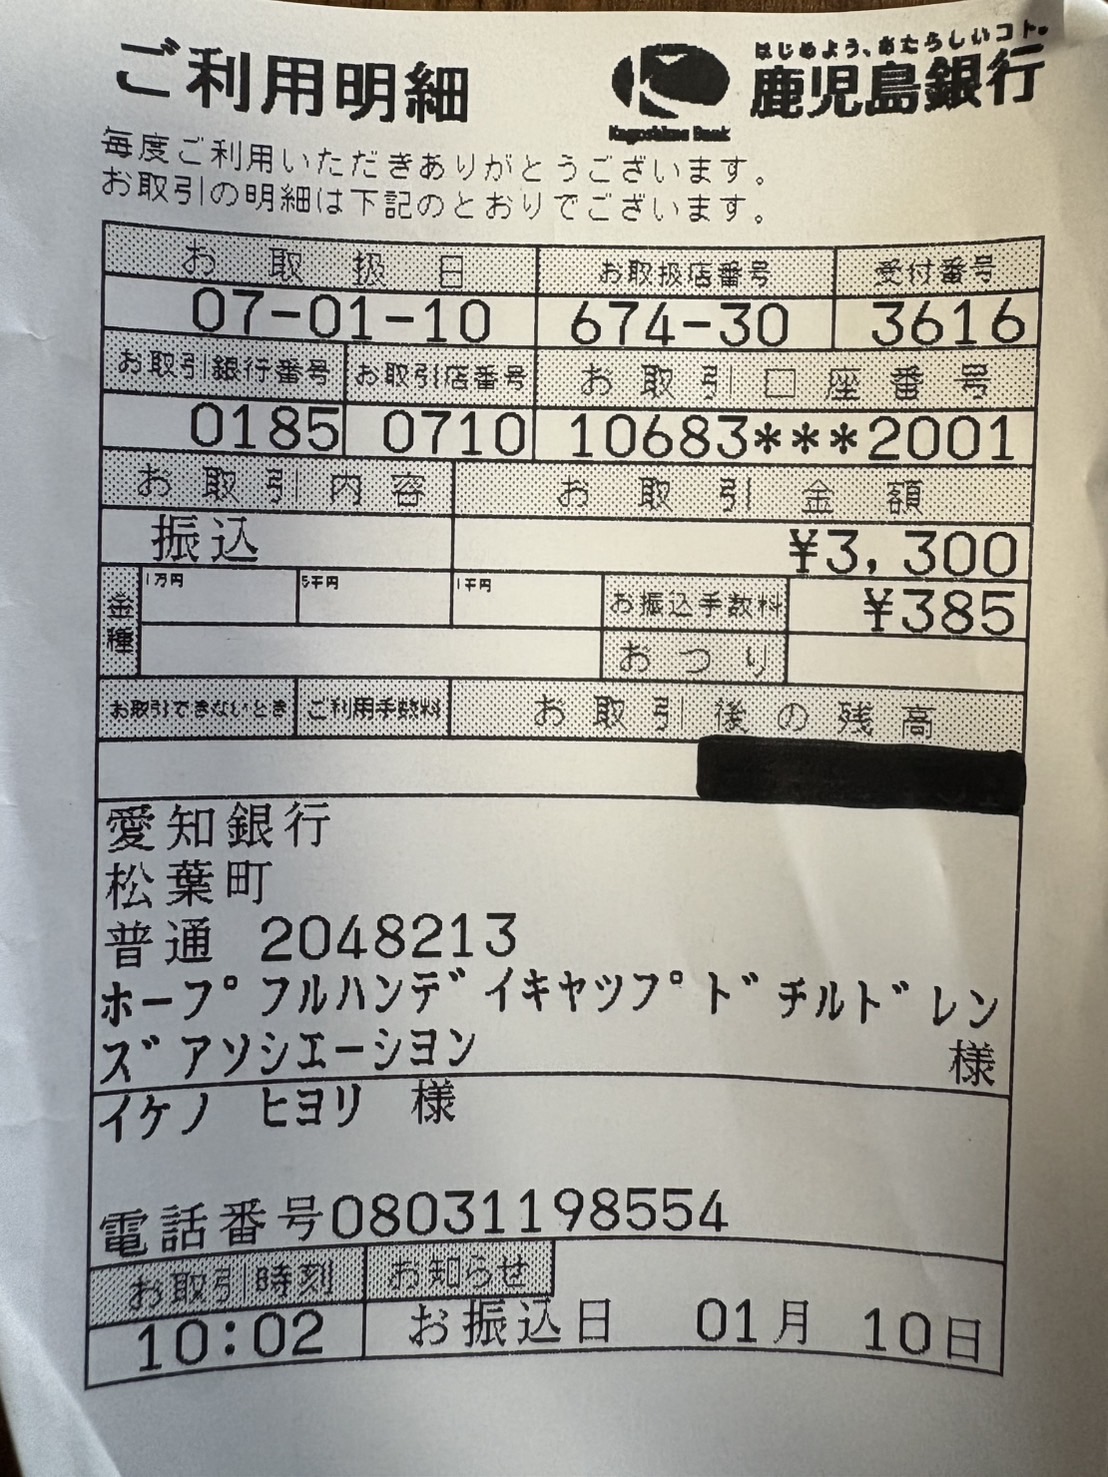 ご利用明細
はじめよう、あたらしいコト。
鹿児島銀行
Kagoshima Bank
毎度ご利用いただきありがとうございます。
お取引の明細は下記のとおりでございます。
お取扱日 お取扱店番号 受付番号
07-01-10 674-30 3616
お取引銀行番号 お取引店番号 お取引口座番号
0185 0710 10683***2001
お取引内容 お取引金額
振込 ¥3,300
金種 1万円 5千円 1千円 お振込手数料 ¥385
おつり
お取引できないとき ご利用手数料 お取引後の残高
愛知銀行
松葉町
普通 2048213
ホープフルハンデイキヤツプドチルドレン
ズアソシエーシヨン 様
イケノ ヒヨリ 様
電話番号08031198554
お取引時刻 お知らせ
10:02 お振込日 01月 10日